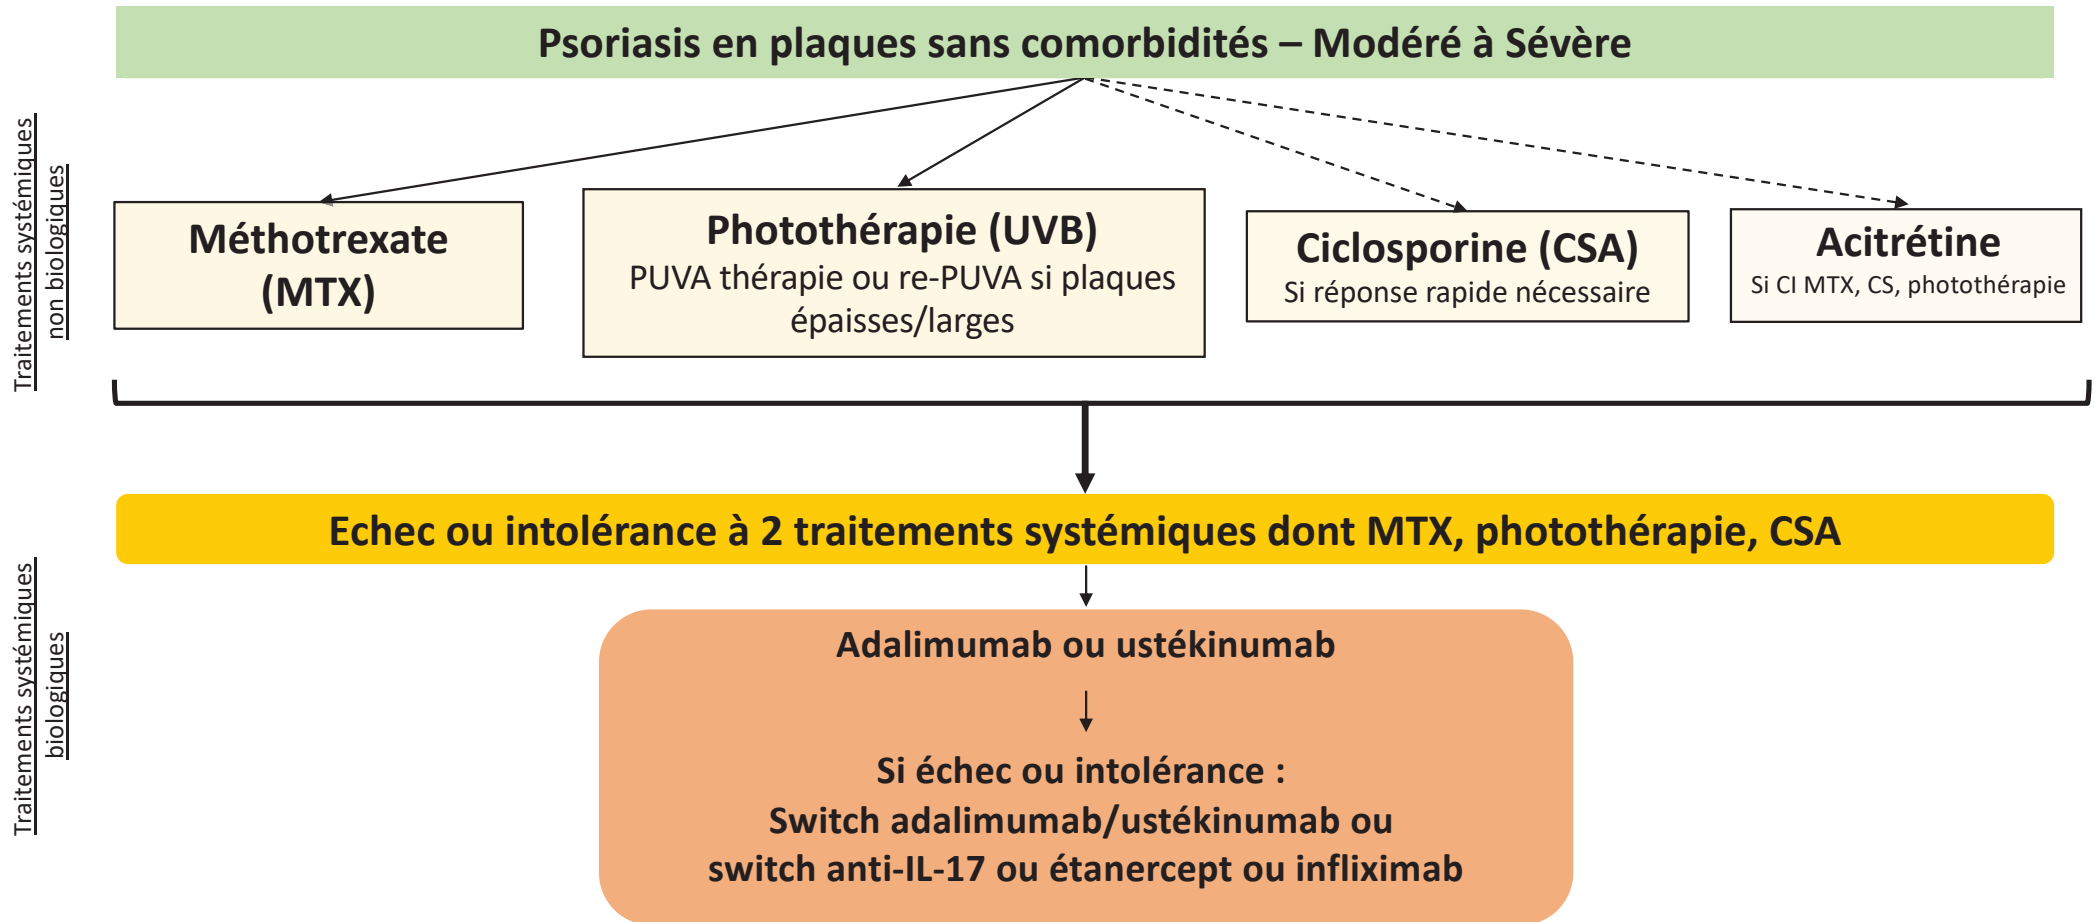 Psoriasis en plaques sans comorbidités – Modéré à Sévère
Traitements systémiques
non biologiques
Méthotrexate
(MTX)
Photothérapie (UVB)
PUVA thérapie ou re-PUVA si plaques
épaisses/larges
Ciclosporine (CSA)
Si réponse rapide nécessaire
Acitrétine
Si CI MTX, CS, photothérapie
Echec ou intolérance à 2 traitements systémiques dont MTX, photothérapie, CSA
Traitements systémiques
biologiques
Adalimumab ou ustékinumab
Si échec ou intolérance :
Switch adalimumab/ustékinumab ou
switch anti-IL-17 ou étanercept ou infliximab